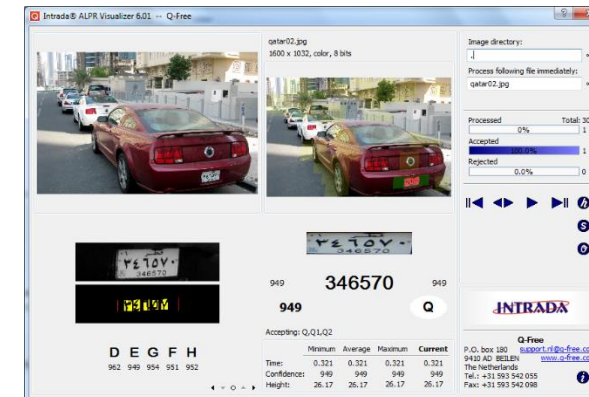 Intrada® ALPR Visualizer 6.01 -- Q-Free
qatar02.jpg
1600 x 1032, color, 8 bits
٣٤٦٥٧٠
346570
949
346570
949
949
Q
Accepting: Q,Q1,Q2
D E G F H
962 949 954 951 952
Minimum Average Maximum Current
Time: 0.321 0.321 0.321 0.321
Confidence: 949 949 949 949
Height: 26.17 26.17 26.17 26.17
Image directory:
.
Process following file immediately:
qatar02.jpg
Processed Total: 30
0% 1
Accepted
100.0% 1
Rejected
0.0% 0
h
s
INTRADA
Q-Free
P.O. box 180 support.nl@q-free.com
9410 AD BEILEN www.q-free.com
The Netherlands
Tel.: +31 593 542 055
Fax: +31 593 542 098
i